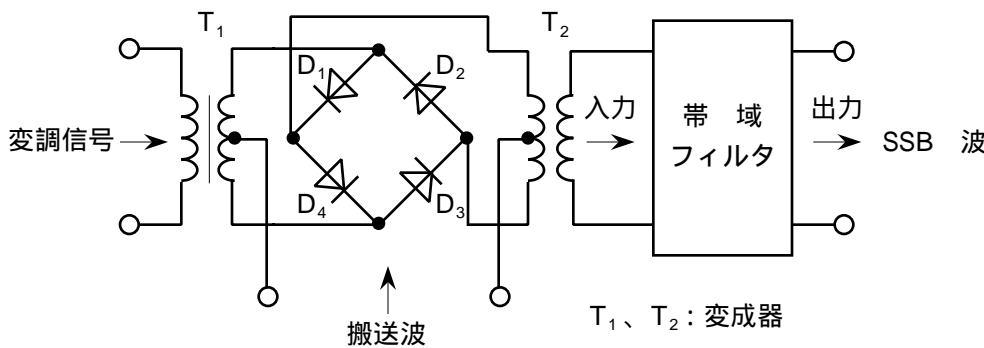 T₁
T₂
D₁
D₂
D₃
D₄
変調信号
搬送波
入力
帯 域
フィルタ
出力
SSB 波
T₁、T₂：変成器